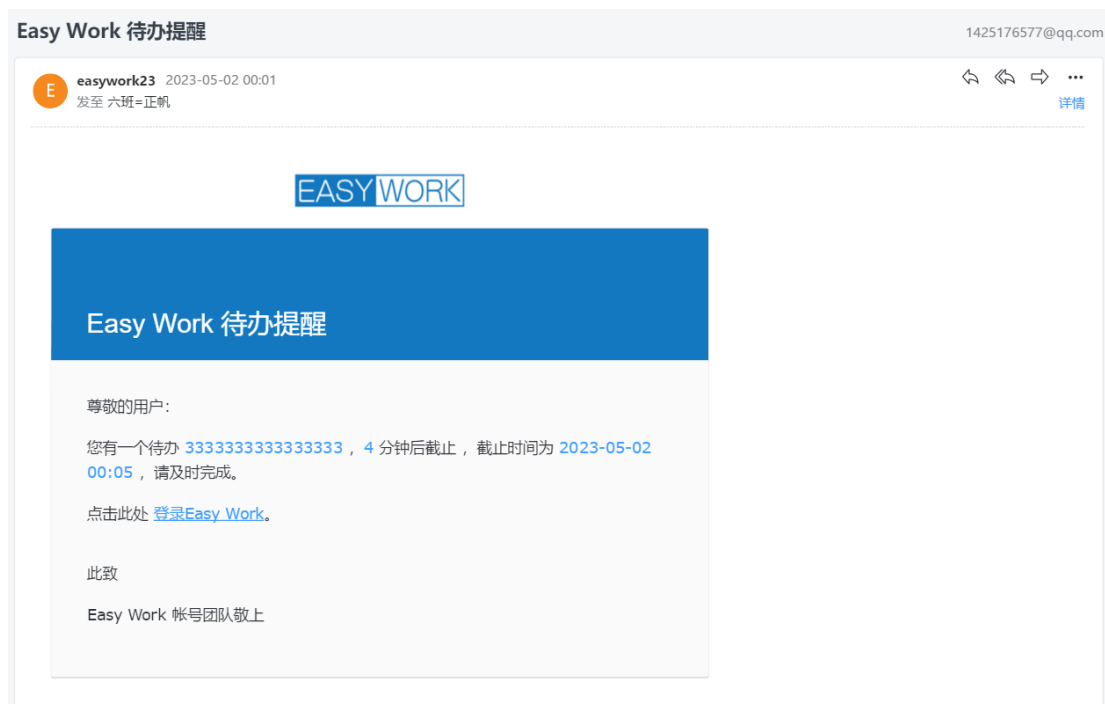 Easy Work 待办提醒
1425176577@qq.com
E
easywork23 2023-05-02 00:01
发至 六班=正帆
详情
EASYWORK
Easy Work 待办提醒
尊敬的用户：
您有一个待办 3333333333333333 ，4 分钟后截止 ，截止时间为 2023-05-02
00:05 ，请及时完成。
点击此处 登录Easy Work。
此致
Easy Work 帐号团队敬上